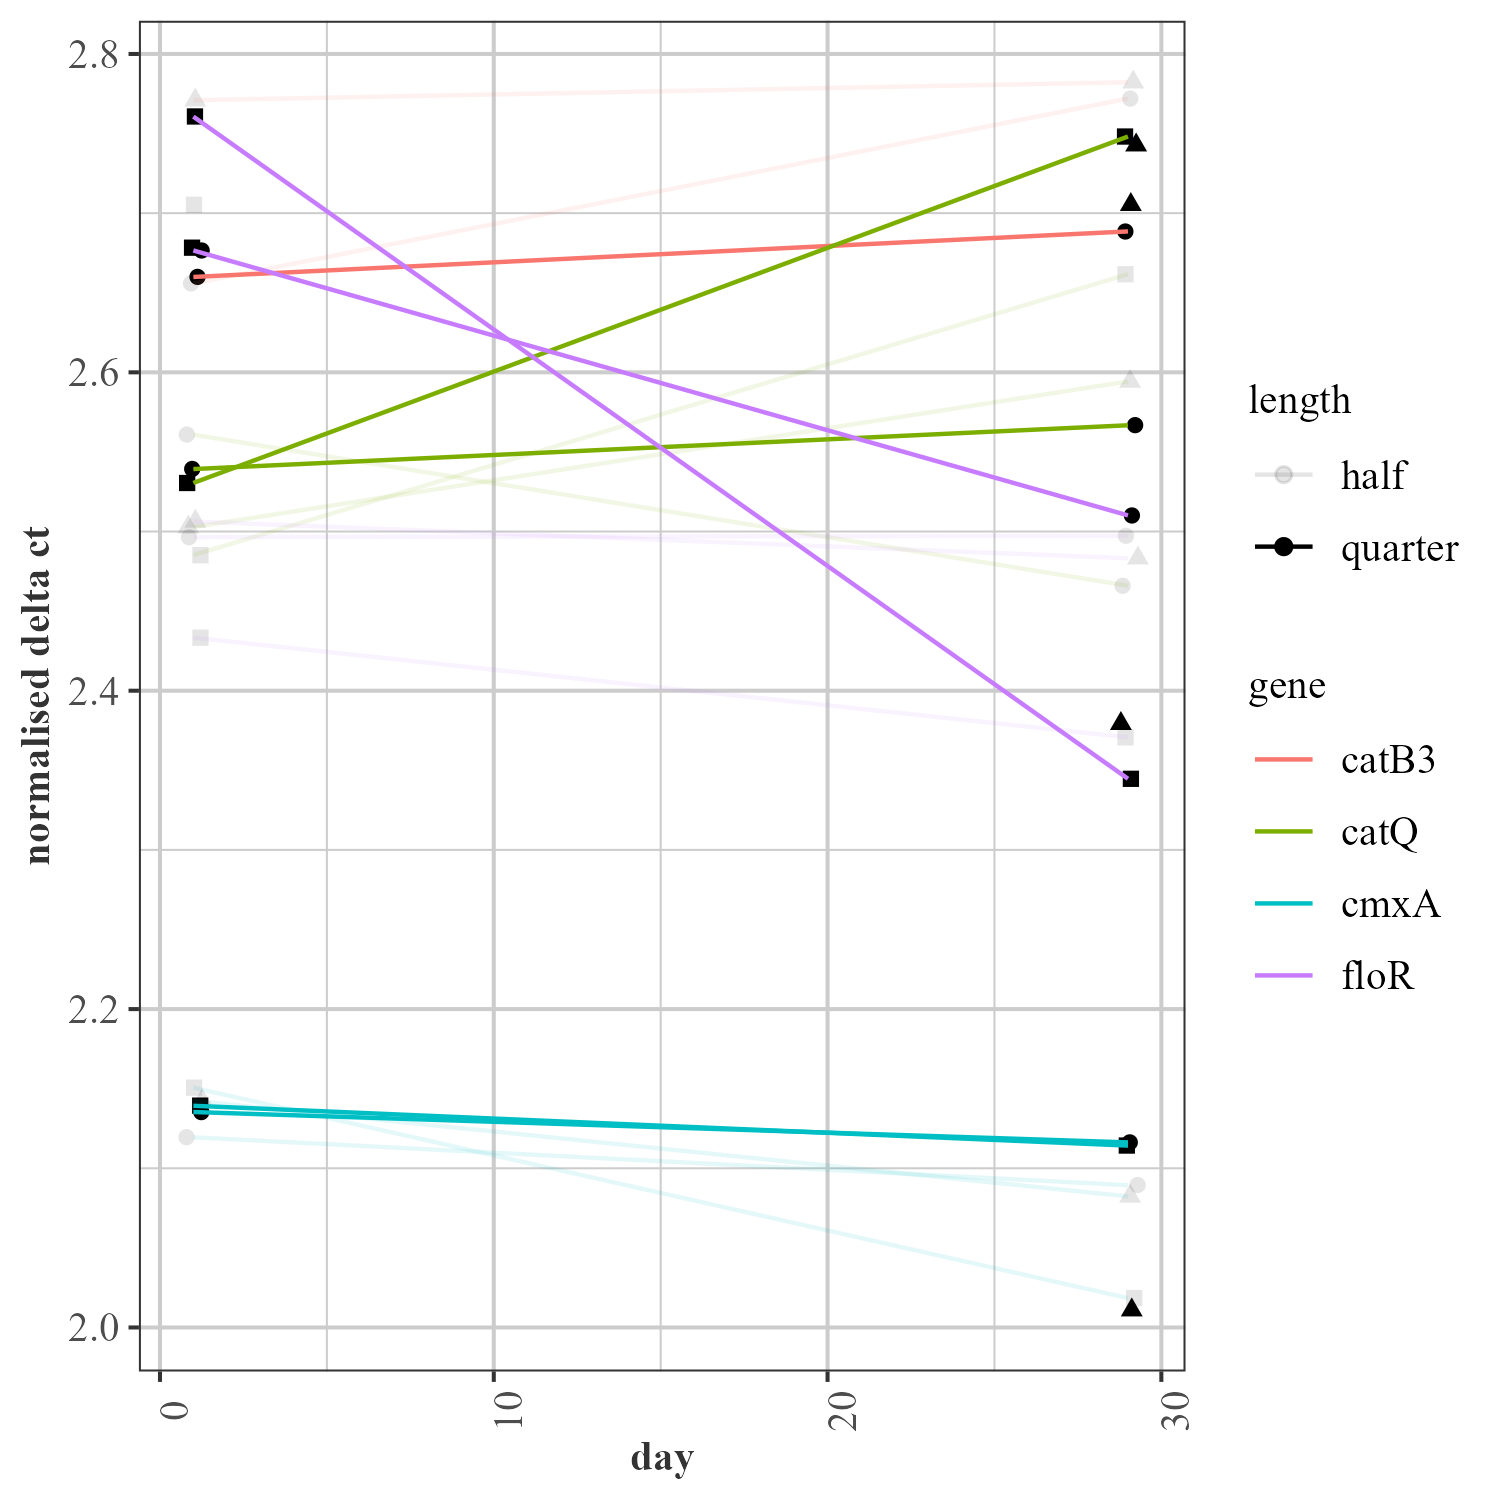 2.8
2.6
2.4
2.2
2.0
normalised delta ct
0
10
20
30
day
length
half
quarter
gene
catB3
catQ
cmxA
floR